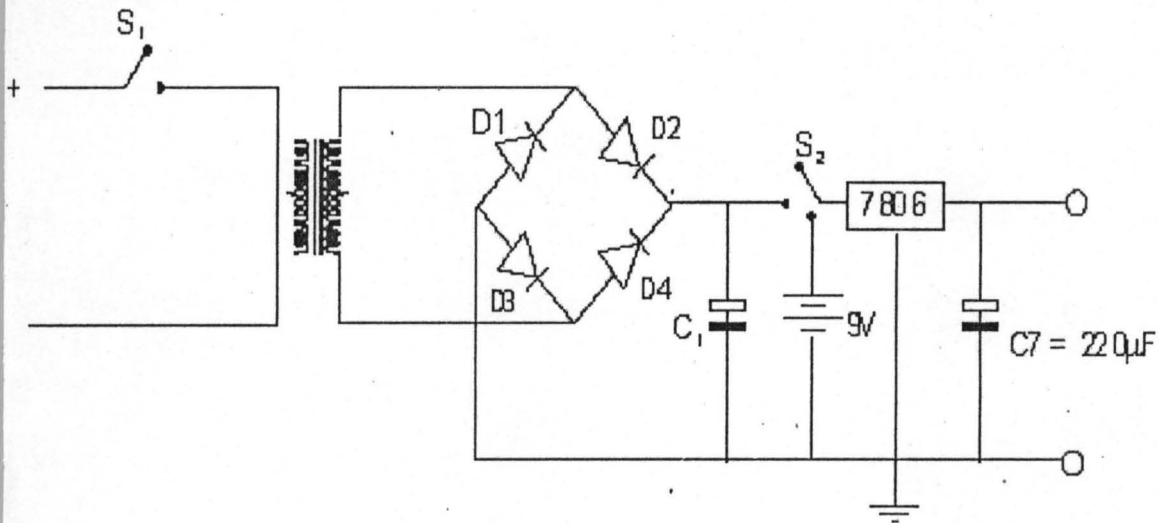 S₁
+
D1
D2
S₂
7806
D3
D4
C₁
9V
C7 = 220µF